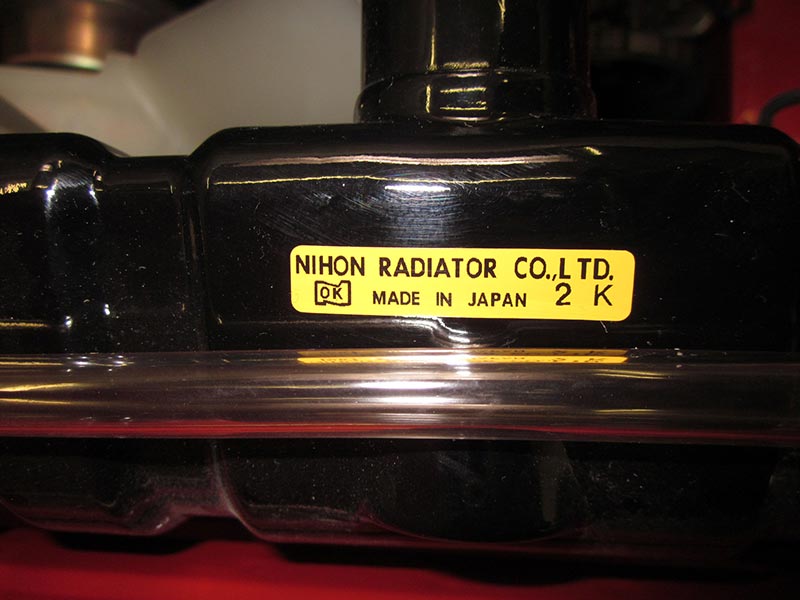 NIHON RADIATOR CO.,LTD.
OK MADE IN JAPAN 2 K